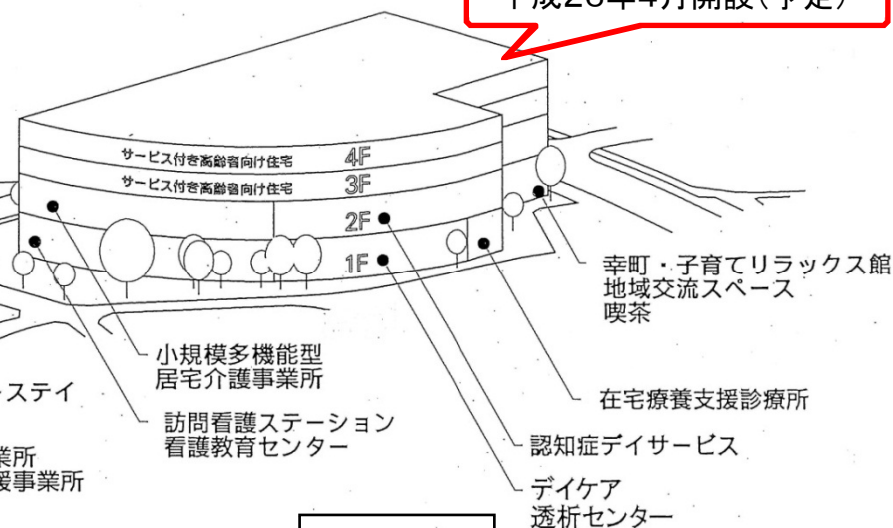 平成26年4月開設(予定)
サービス付き高齢者向け住宅 4F
サービス付き高齢者向け住宅 3F
2F
1F
幸町・子育てリラックス館
地域交流スペース
喫茶
小規模多機能型
居宅介護事業所
ステイ
在宅療養支援診療所
訪問看護ステーション
看護教育センター
認知症デイサービス
業所
援事業所
デイケア
透析センター